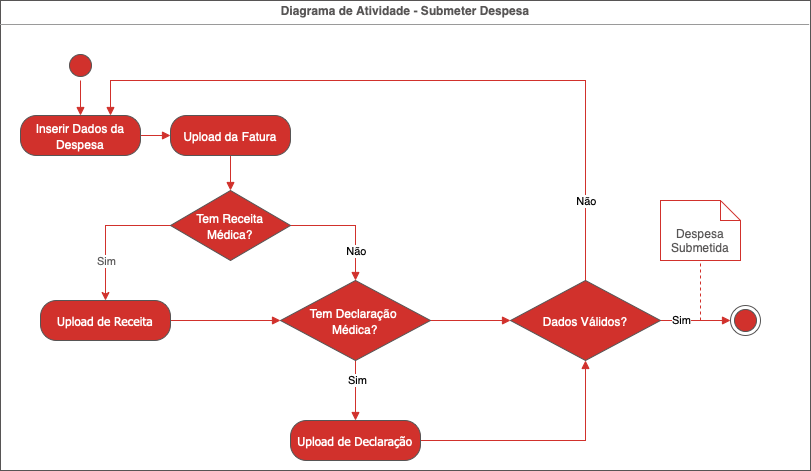 Diagrama de Atividade - Submeter Despesa
Inserir Dados da
Despesa
Upload da Fatura
Tem Receita
Médica?
Sim
Não
Não
Despesa
Submetida
Upload de Receita
Tem Declaração
Médica?
Dados Válidos?
Sim
Sim
Upload de Declaração